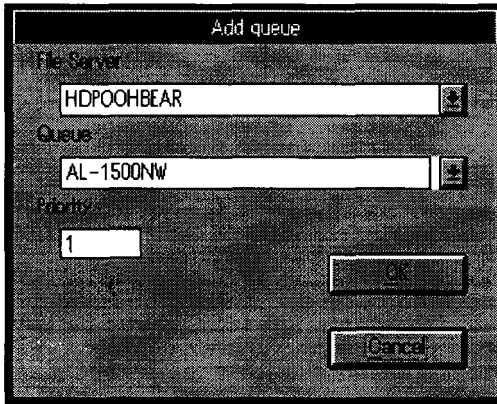 Add queue
File Server
HDPOOHBEAR
Queue
AL-1500NW
Priority
1
OK
Cancel